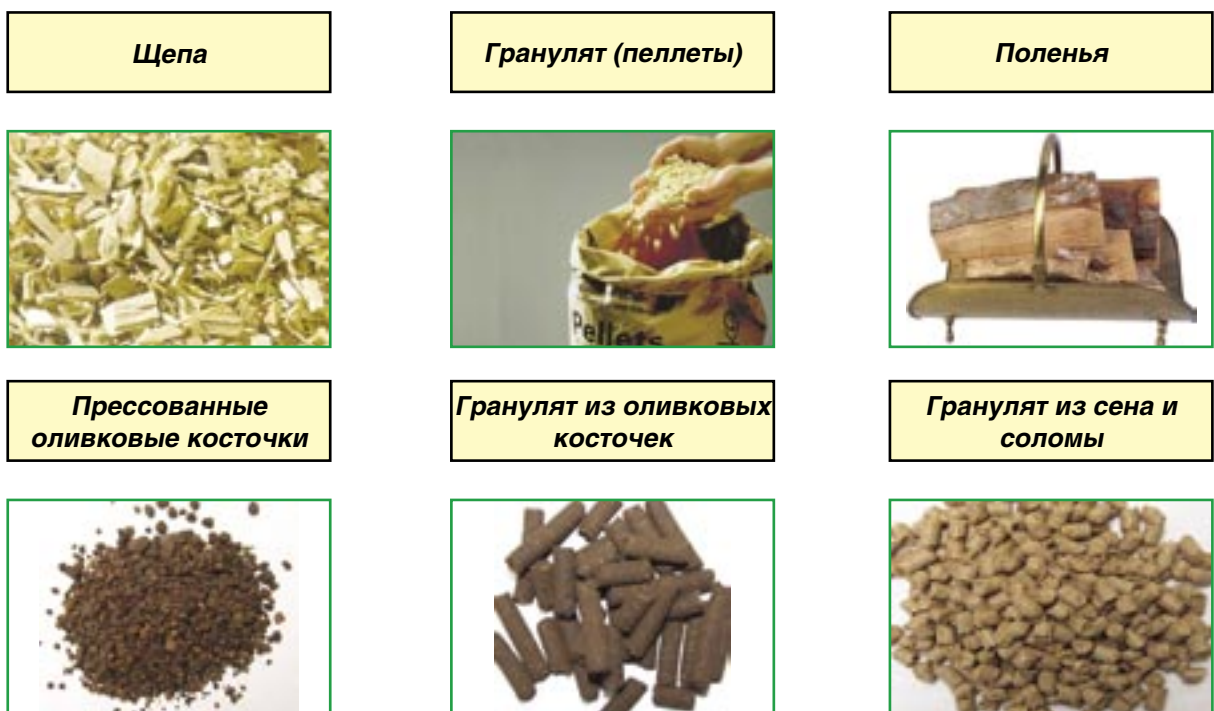 Щепа
Гранулят (пеллеты)
Поленья
Pellets
Прессованные
оливковые косточки
Гранулят из оливковых
косточек
Гранулят из сена и
соломы